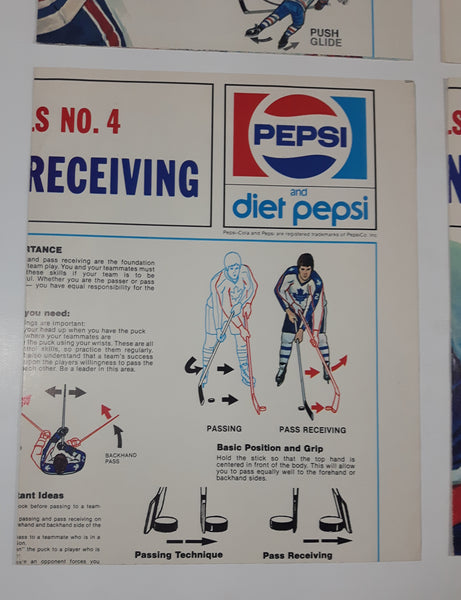 PUSH
GLIDE
LS NO. 4
RECEIVING
PEPSI
and
diet pepsi
Pepsi-Cola and Pepsi are registered trademarks of PepsiCo, Inc.
RTANCE
and pass receiving are the foundation
team play. You and your teammates must
these skills if your team is to be
ul. Whether you are the passer or pass
— you have equal responsibility for the
you need:
ings are important:
your head up when you have the puck
where your teammates are
the puck using your wrists. These are all
trol skills, so practice them regularly.
also understand that a team's success
upon the players willingness to pass the
each other. Be a leader in this area.
BACKHAND
PASS
PASSING
PASS RECEIVING
Basic Position and Grip
Hold the stick so that the top hand is
centered in front of the body. This will allow
you to pass equally well to the forehand or
backhand sides.
tant Ideas
ook before passing to a team-
passing and pass receiving on
rehand and backhand side of the
ass to a teammate who is in a
ion.
an" the puck to a player who is
r.
e an opponent forces you
Passing Technique
Pass Receiving